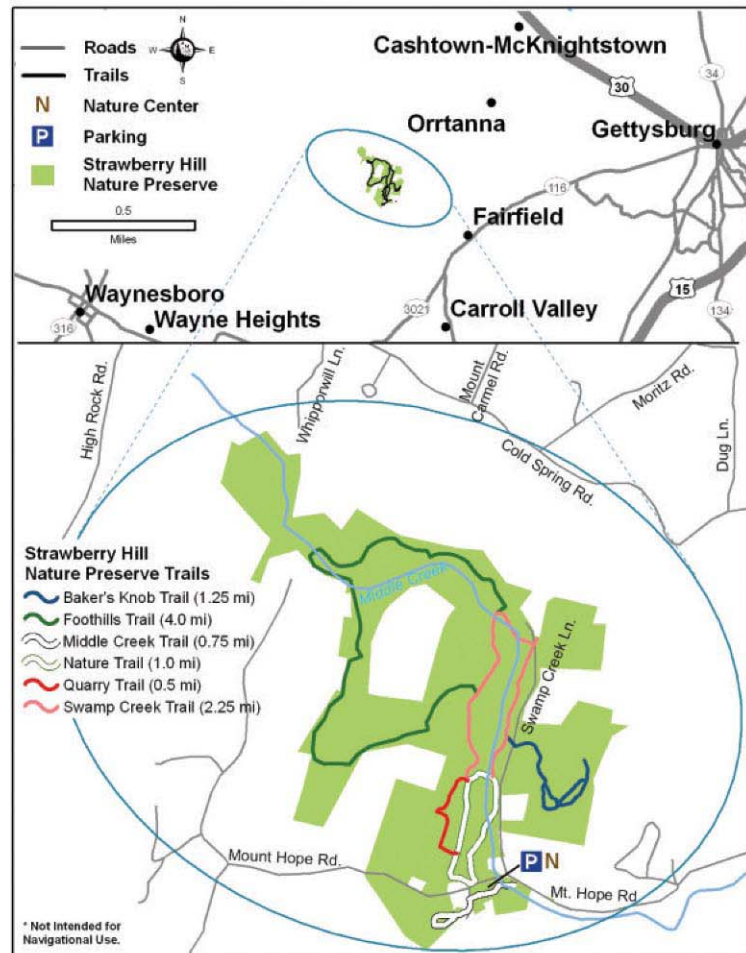 Roads
Trails
N
Nature Center
P
Parking
Strawberry Hill
Nature Preserve
0.5
Miles
N
W
E
S
Cashtown-McKnightstown
30
34
Orrtanna
Gettysburg
116
Fairfield
15
Waynesboro
Wayne Heights
316
3021
Carroll Valley
134
High Rock Rd.
Whipporwill Ln.
Mount
Carmel Rd.
Cold Spring Rd.
Moritz Rd.
Dug Ln.
Strawberry Hill
Nature Preserve Trails
Baker's Knob Trail (1.25 mi)
Foothills Trail (4.0 mi)
Middle Creek Trail (0.75 mi)
Nature Trail (1.0 mi)
Quarry Trail (0.5 mi)
Swamp Creek Trail (2.25 mi)
Middle Creek
Swamp Creek Ln.
Mount Hope Rd.
P N
Mt. Hope Rd
* Not Intended for
Navigational Use.